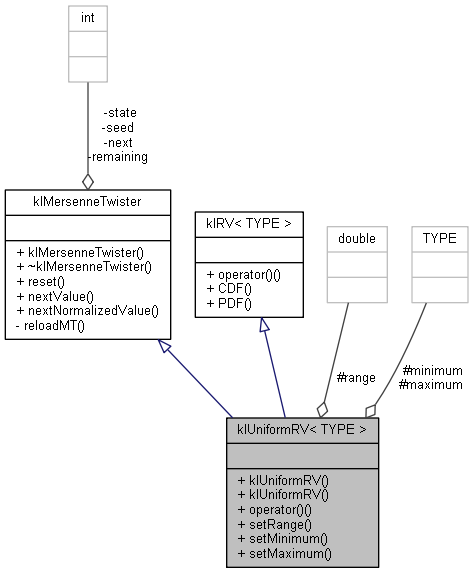 int
-state
-seed
-next
-remaining
klMersenneTwister
+ klMersenneTwister()
+ ~klMersenneTwister()
+ reset()
+ nextValue()
+ nextNormalizedValue()
- reloadMT()
klRV< TYPE >
+ operator()()
+ CDF()
+ PDF()
double
TYPE
#range
#minimum
#maximum
klUniformRV< TYPE >
+ klUniformRV()
+ klUniformRV()
+ operator()()
+ setRange()
+ setMinimum()
+ setMaximum()